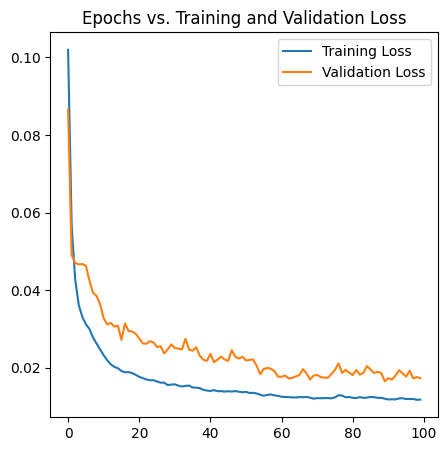 Epochs vs. Training and Validation Loss
Training Loss
Validation Loss
0.10
0.08
0.06
0.04
0.02
0 20 40 60 80 100